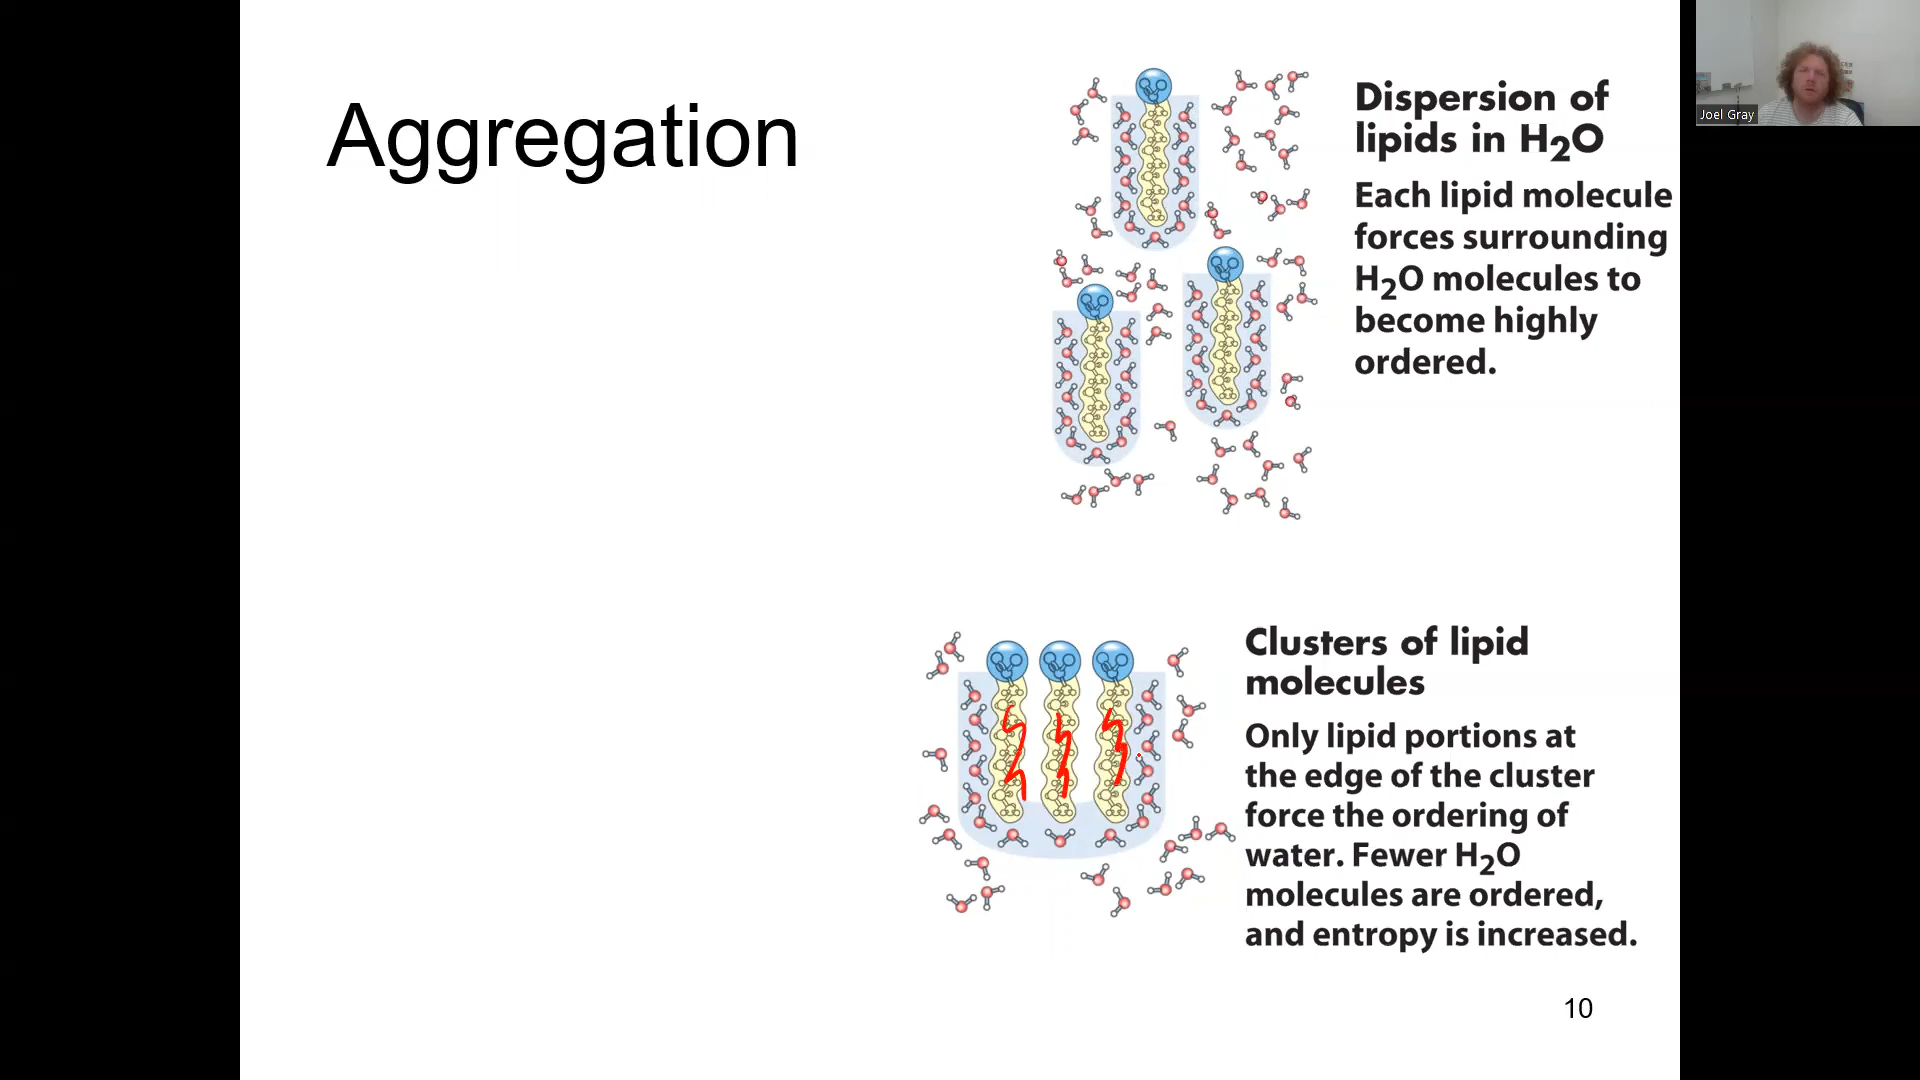 Aggregation
Dispersion of
lipids in H2O
Each lipid molecule
forces surrounding
H2O molecules to
become highly
ordered.
Clusters of lipid
molecules
Only lipid portions at
the edge of the cluster
force the ordering of
water. Fewer H2O
molecules are ordered,
and entropy is increased.
10
Joel Gray